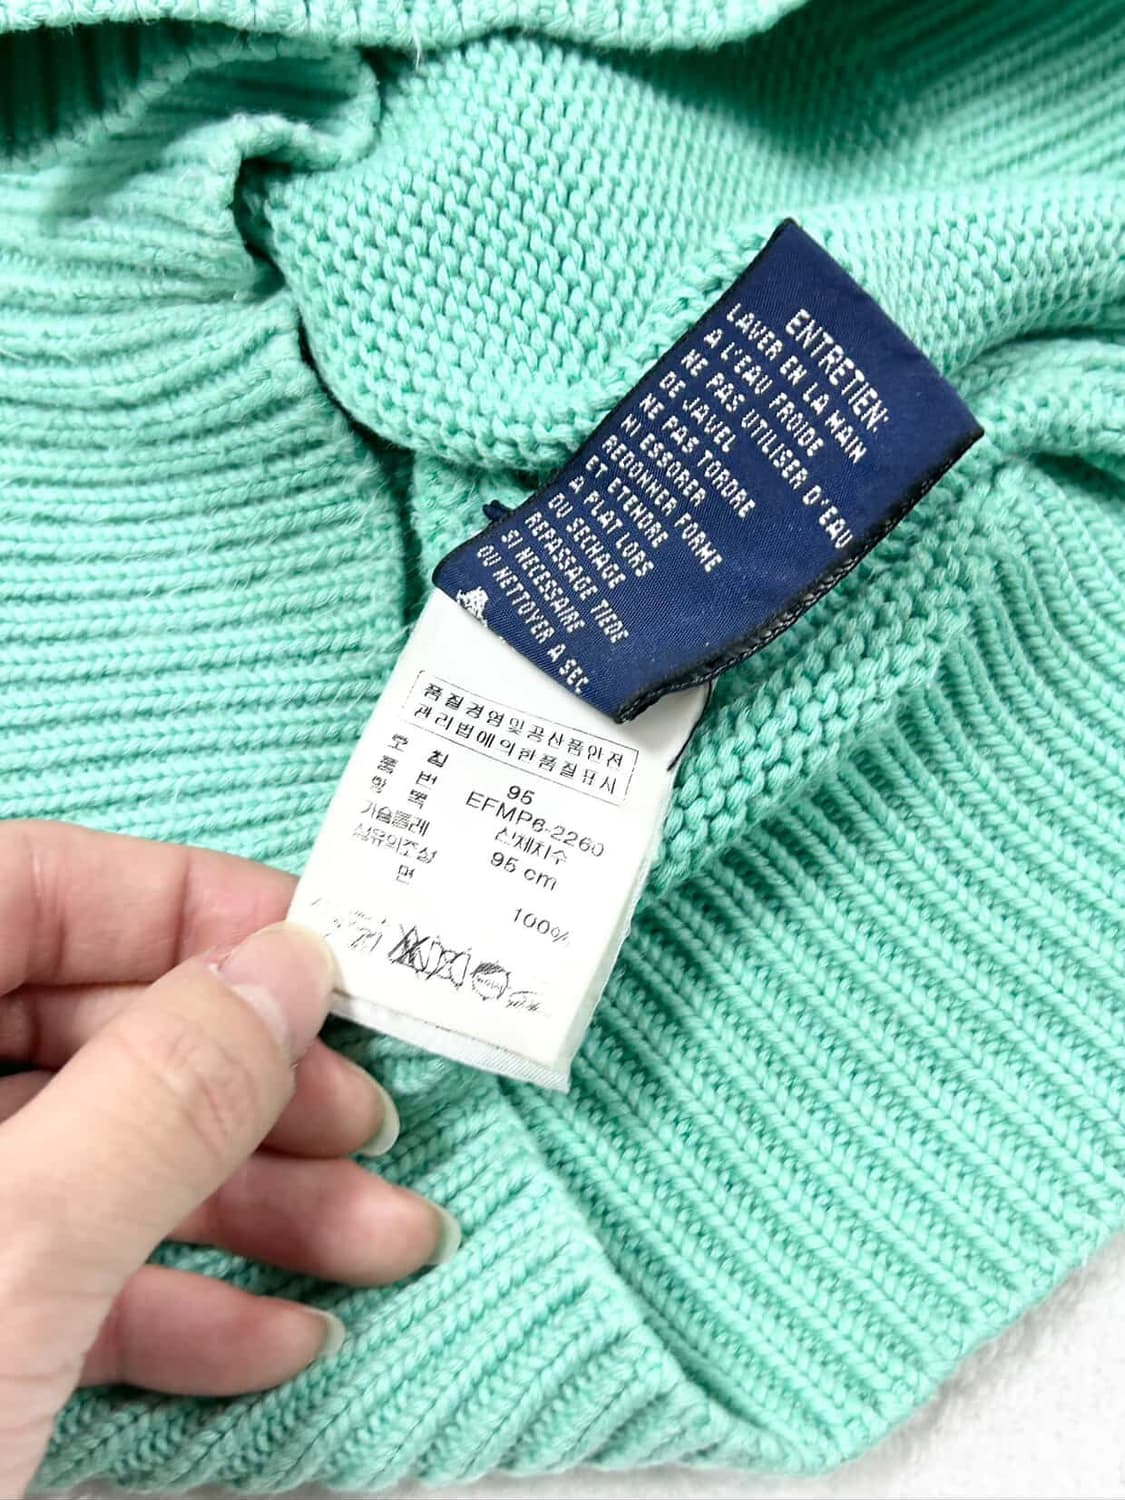 ENTRETIEN:
LAVER EN LA MAIN
A L'EAU FROIDE
NE PAS UTILISER D'EAU
DE JAVEL
NE PAS TORDRE
NI ESSORER
REDONNER FORME
ET ETENDRE
A PLAT LORS
DU SECHAGE
REPASSAGE TIEDE
SI NECESSAIRE
OU NETTOYER A SEC
품질경영및공산품안전
관리법에의한품질표시
호 칭 95
품 번 EFMP6-2260
항 목 신체치수
가슴둘레 95 cm
섬유의조성
면 100%